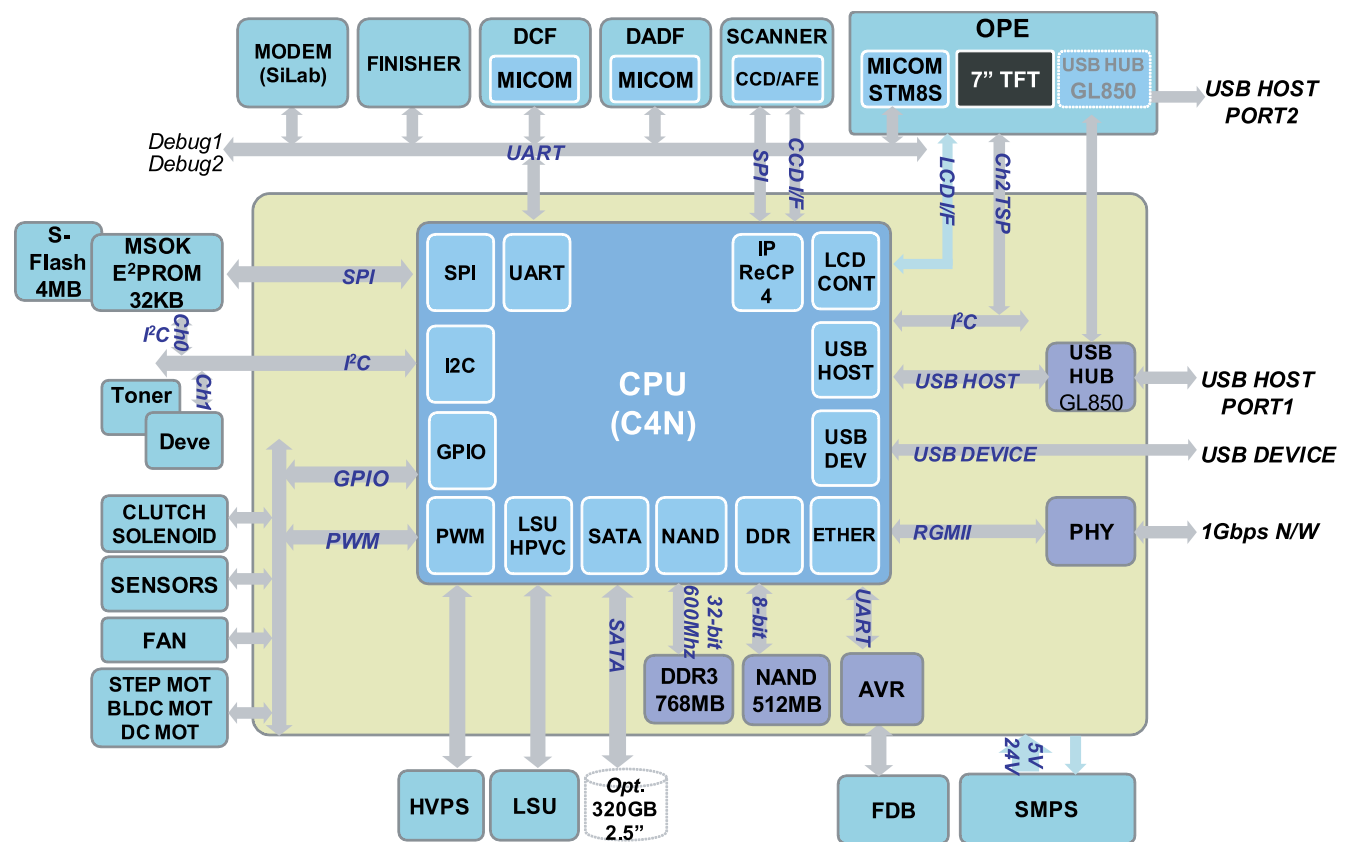 MODEM
(SiLab)
FINISHER
DCF
MICOM
DADF
MICOM
SCANNER
CCD/AFE
OPE
MICOM
STM8S
7” TFT
USB HUB
GL850
USB HOST
PORT2
Debug1
Debug2
UART
SPI
CCD I/F
LCD I/F
Ch2 TSP
S-
Flash
4MB
MSOK
E²PROM
32KB
SPI
SPI
UART
IP
ReCP
4
LCD
CONT
I²C
Ch0
I²C
I²C
I2C
CPU
(C4N)
USB
HOST
USB HOST
USB
HUB
GL850
USB HOST
PORT1
Ch1
Toner
Deve
GPIO
GPIO
USB
DEV
USB DEVICE
USB DEVICE
CLUTCH
SOLENOID
PWM
PWM
LSU
HPVC
SATA
NAND
DDR
ETHER
RGMII
PHY
1Gbps N/W
SENSORS
FAN
STEP MOT
BLDC MOT
DC MOT
SATA
32-bit
600Mhz
8-bit
UART
DDR3
768MB
NAND
512MB
AVR
5V
24V
HVPS
LSU
Opt.
320GB
2.5”
FDB
SMPS